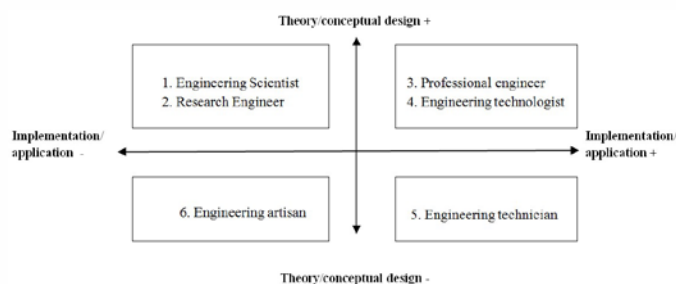 Theory/conceptual design +
1. Engineering Scientist
2. Research Engineer
3. Professional engineer
4. Engineering technologist
Implementation/
application -
Implementation/
application +
6. Engineering artisan
5. Engineering technician
Theory/conceptual design -